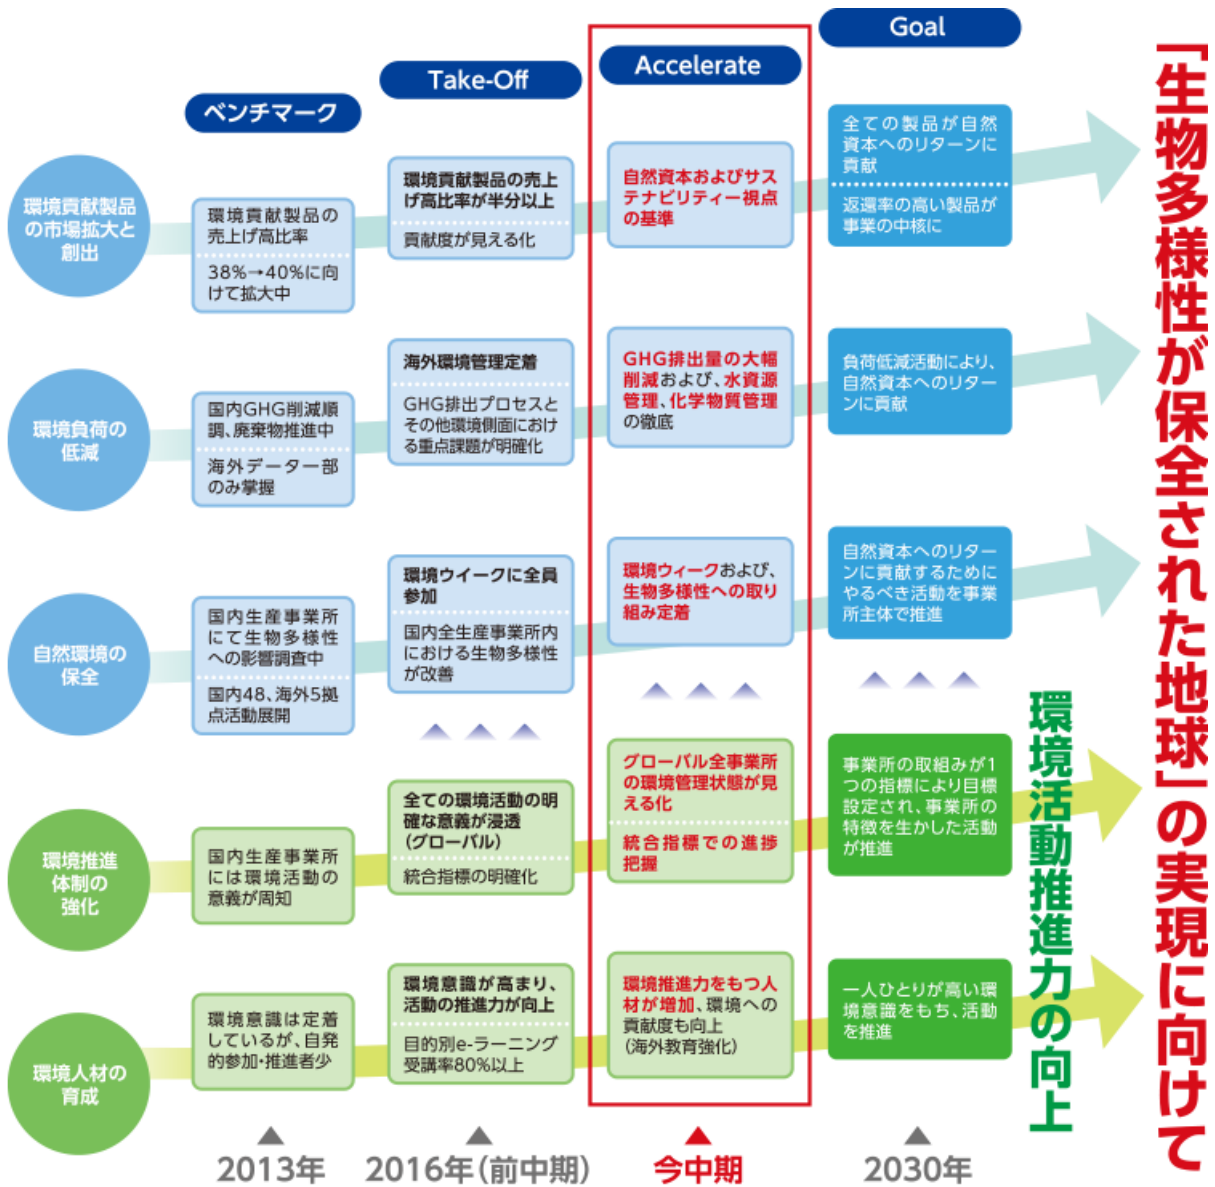 Goal
Accelerate
Take-Off
ベンチマーク
環境貢献製品
の市場拡大と
創出
環境貢献製品の
売上げ高比率
38%→40%に向
けて拡大中
環境貢献製品の売上
げ高比率が半分以上
貢献度が見える化
自然資本およびサス
テナビリティー視点
の基準
全ての製品が自然
資本へのリターンに
貢献
返還率の高い製品が
事業の中核に
環境負荷の
低減
国内GHG削減順
調、廃棄物推進中
海外データー部
のみ掌握
海外環境管理定着
GHG排出プロセスと
その他環境側面におけ
る重点課題が明確化
GHG排出量の大幅
削減および、水資源
管理、化学物質管理
の徹底
負荷低減活動により、
自然資本へのリター
ンに貢献
自然環境の
保全
国内生産事業所
にて生物多様性
への影響調査中
国内48、海外5拠
点活動展開
環境ウイークに全員
参加
国内全生産事業所内
における生物多様性
が改善
環境ウィークおよび、
生物多様性への取り
組み定着
自然資本へのリター
ンに貢献するために
やるべき活動を事業
所主体で推進
環境推進
体制の
強化
国内生産事業所
には環境活動の
意義が周知
全ての環境活動の明
確な意義が浸透
(グローバル)
統合指標の明確化
グローバル全事業所
の環境管理状態が見
える化
統合指標での進捗
把握
事業所の取組みが1
つの指標により目標
設定され、事業所の
特徴を生かした活動
が推進
環境人材の
育成
環境意識は定着
しているが、自発
的参加・推進者少
環境意識が高まり、
活動の推進力が向上
目的別e-ラーニング
受講率80%以上
環境推進力をもつ人
材が増加、環境への
貢献度も向上
(海外教育強化)
一人ひとりが高い環
境意識をもち、活動
を推進
環境活動推進力の向上
「生物多様性が保全された地球」の実現に向けて
2013年
2016年(前中期)
今中期
2030年